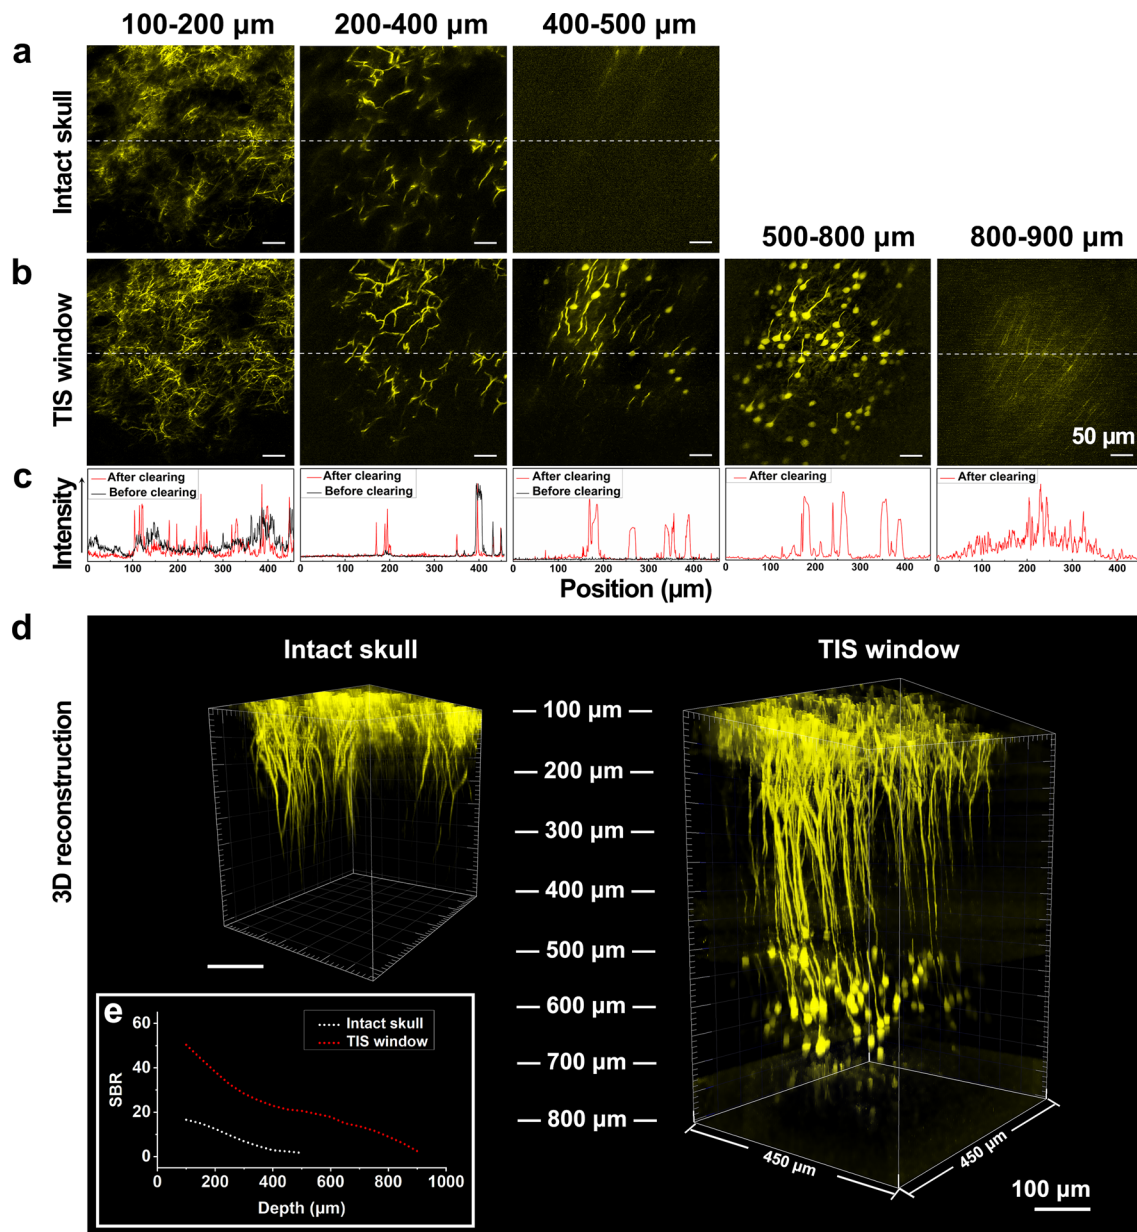 100-200 µm
200-400 µm
400-500 µm
a
Intact skull
500-800 µm
800-900 µm
b
TIS window
50 µm
c
Intensity
After clearing
Before clearing
After clearing
Before clearing
After clearing
Before clearing
After clearing
After clearing
0 100 200 300 400
0 100 200 300 400
0 100 200 300 400
100 200 300 400
0 100 200 300 400
Position (µm)
d
3D reconstruction
Intact skull
TIS window
100 µm
200 µm
300 µm
400 µm
500 µm
600 µm
700 µm
800 µm
450 µm
450 µm
100 µm
e
Intact skull
TIS window
SBR
60
40
20
0
0 200 400 600 800 1000
Depth (µm)